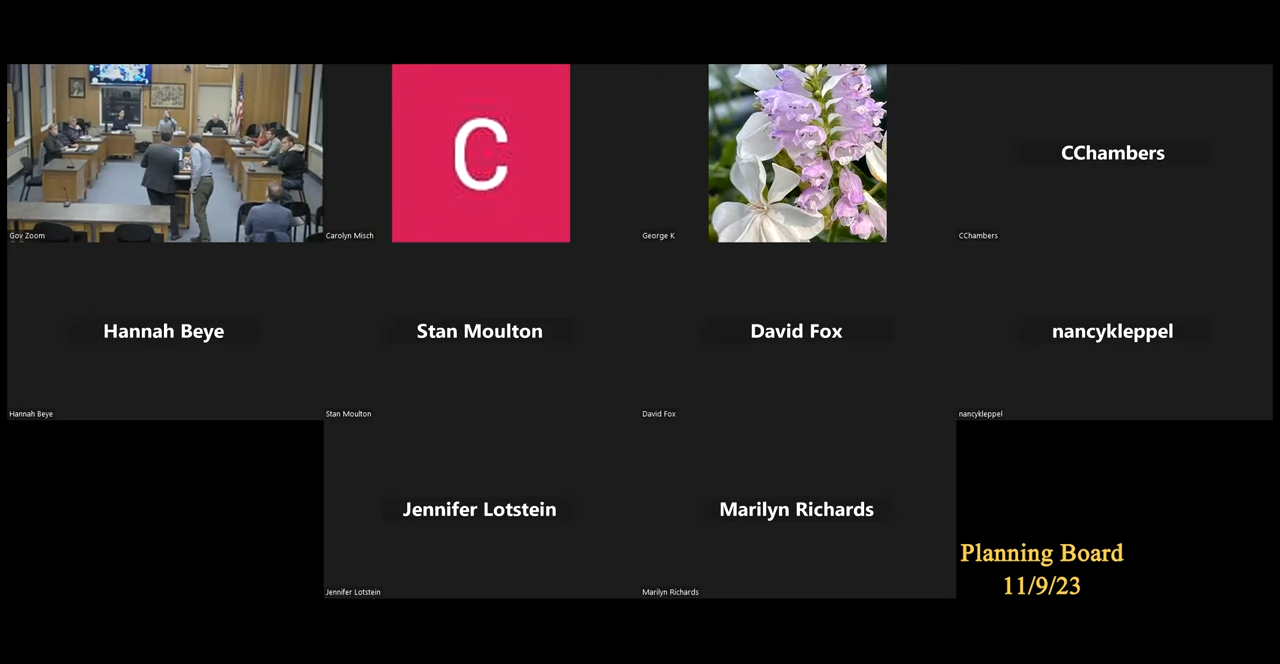 C
CChambers
Gov Zoom
Carolyn Misch
George K
CChambers
Hannah Beye
Stan Moulton
David Fox
nancykleppel
Hannah Beye
Stan Moulton
David Fox
nancykleppel
Jennifer Lotstein
Marilyn Richards
Planning Board
11/9/23
Jennifer Lotstein
Marilyn Richards